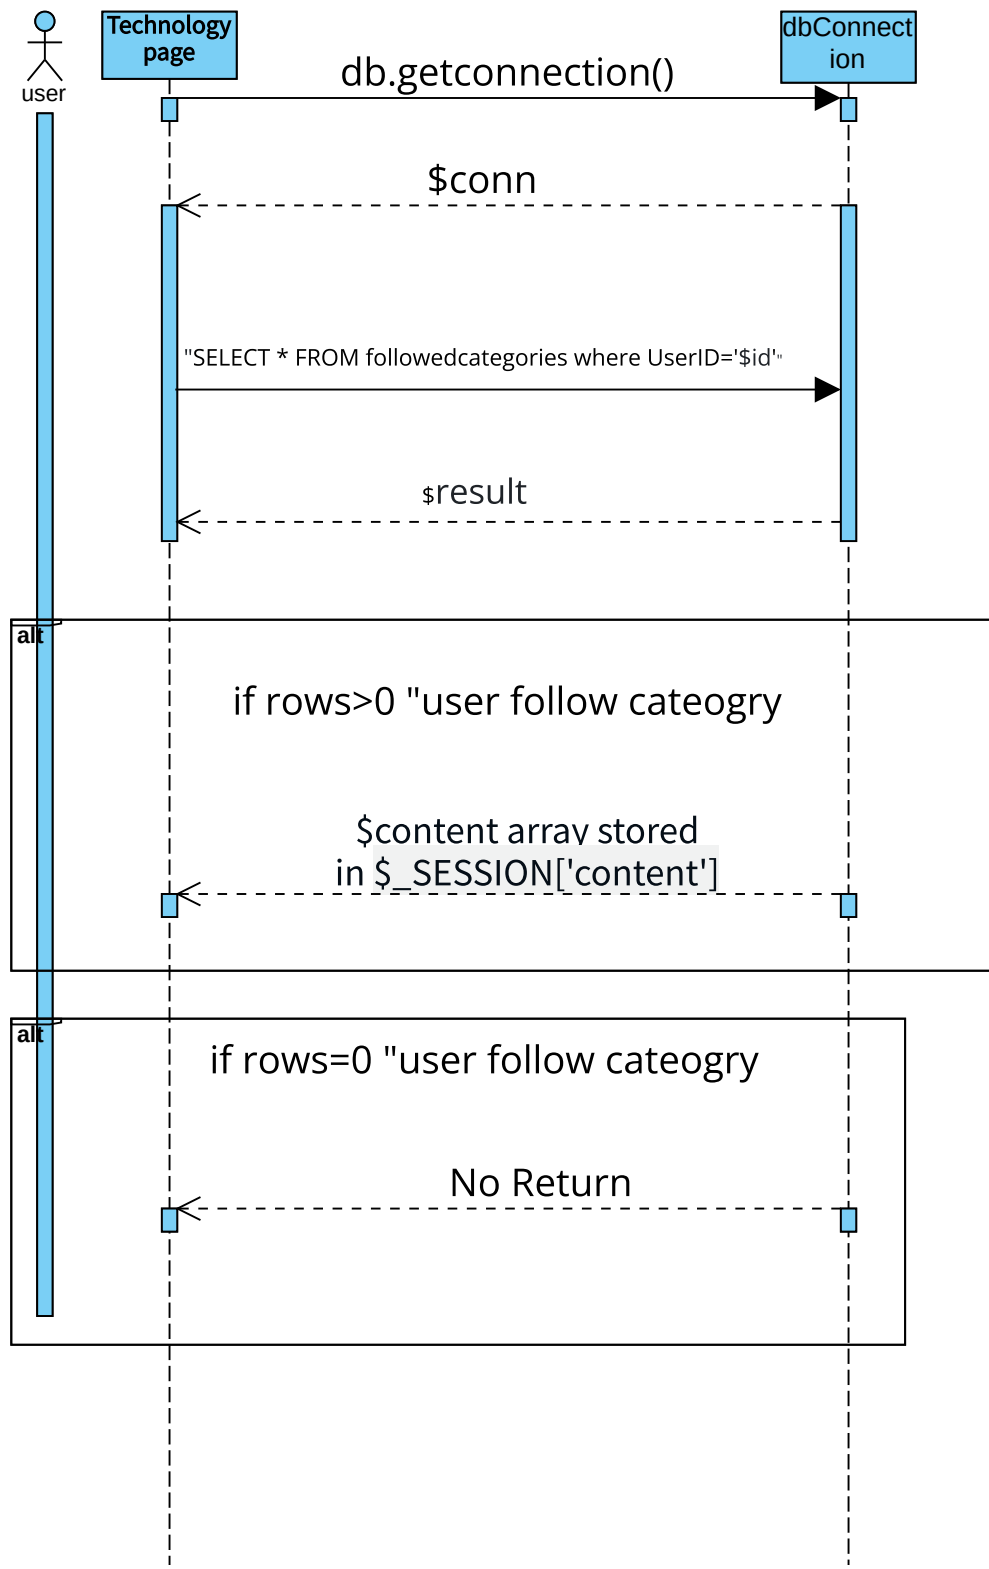 Technology
page
dbConnect
ion
user
db.getconnection()
$conn
"SELECT * FROM followedcategories where UserID='$id'"
$result
alt
if rows>0 "user follow cateogry
$content array stored
in $_SESSION['content']
alt
if rows=0 "user follow cateogry
No Return